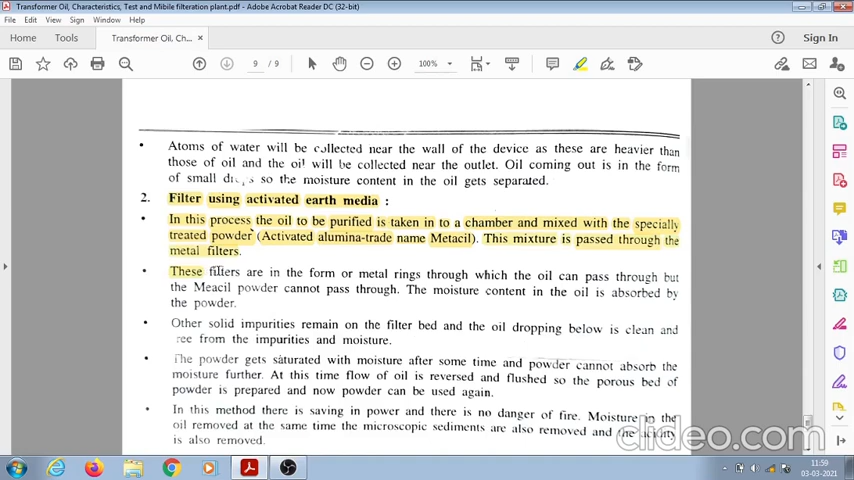 Transformer Oil, Characteristics, Test and Mibile filteration plant.pdf - Adobe Acrobat Reader DC (32-bit)
File Edit View Sign Window Help
Home Tools Transformer Oil, Ch... × Sign In
9 / 9 100%
• Atoms of water will be collected near the wall of the device as these are heavier than
those of oil and the oil will be collected near the outlet. Oil coming out is in the form
of small so the moisture content in the oil gets separated.
2. Filter using activated earth media :
• In this process the oil to be purified is taken in to a chamber and mixed with the specially
treated powder (Activated alumina-trade name Metacil). This mixture is passed through the
metal filters.
• These filters are in the form or metal rings through which the oil can pass through but
the Meacil powder cannot pass through. The moisture content in the oil is absorbed by
the powder.
• Other solid impurities remain on the filter bed and the oil dropping below is clean and
ree from the impurities and moisture.
• The powder gets saturated with moisture after some time and powder cannot absorb the
moisture further. At this time flow of oil is reversed and flushed so the porous bed of
powder is prepared and now powder can be used again.
• In this method there is saving in power and there is no danger of fire. Moisture in the
oil removed at the same time the microscopic sediments are also removed and the acidity
is also removed.
clideo.com
11:59
03-03-2021